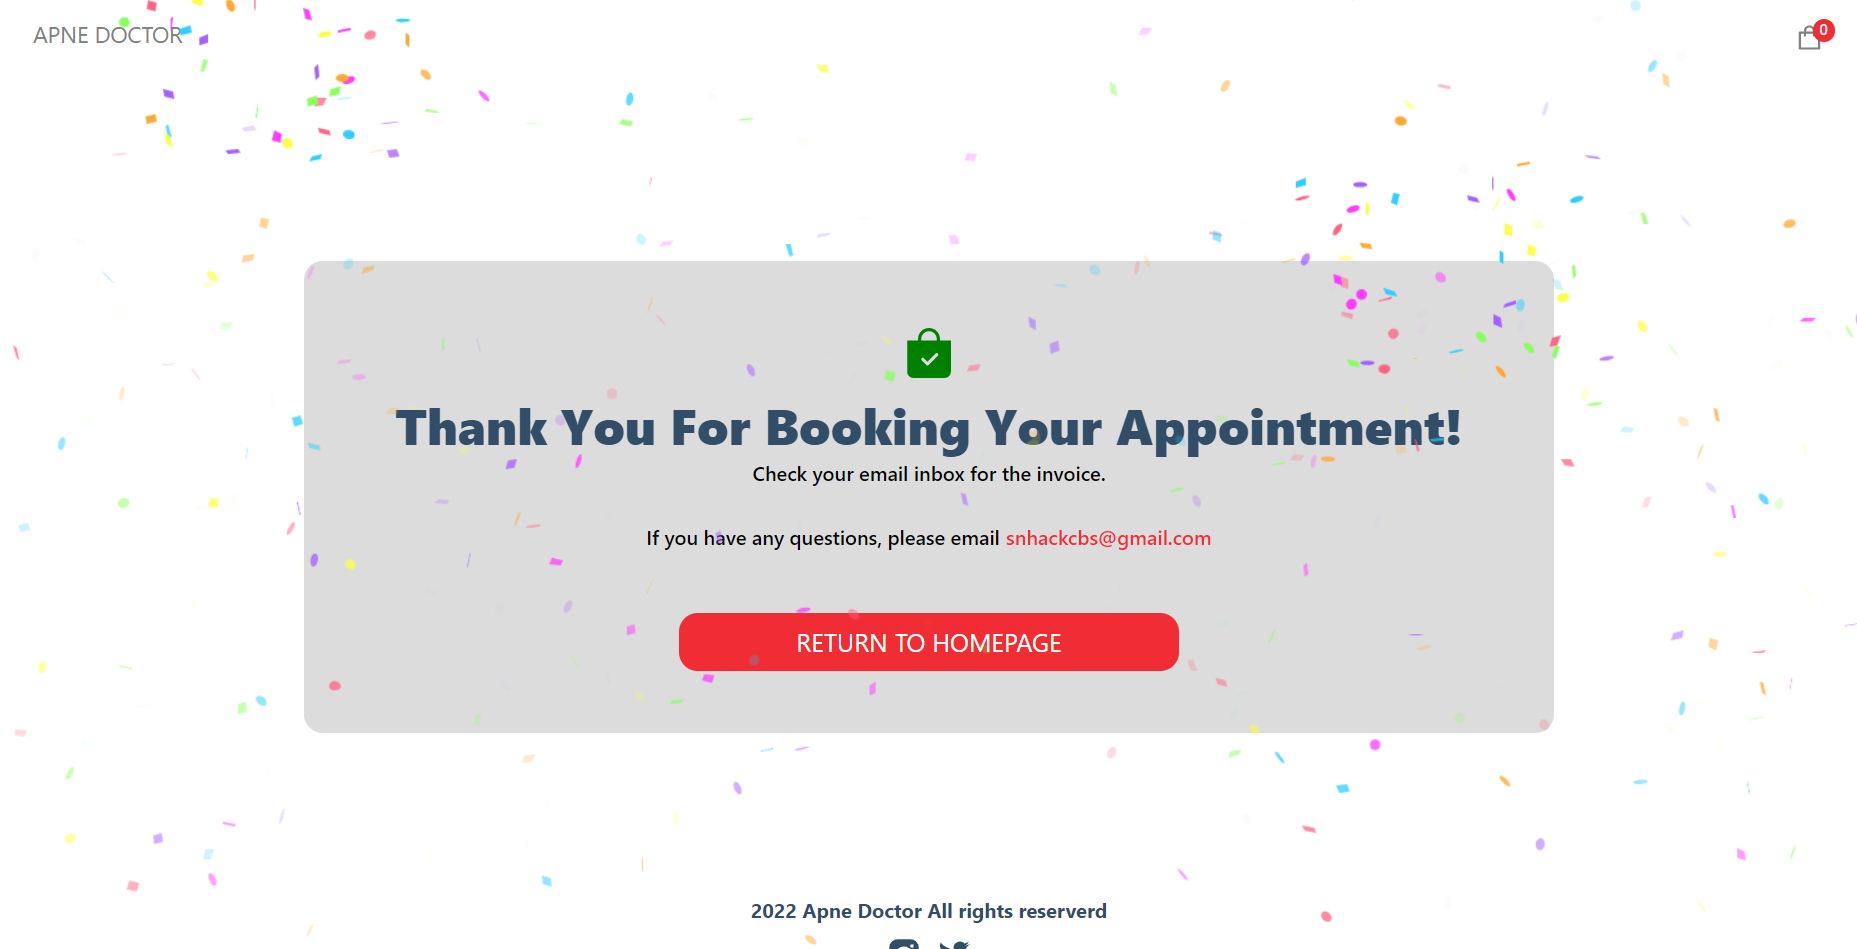 APNE DOCTOR
0
Thank You For Booking Your Appointment!
Check your email inbox for the invoice.
If you have any questions, please email snhackcbs@gmail.com
RETURN TO HOMEPAGE
2022 Apne Doctor All rights reserverd